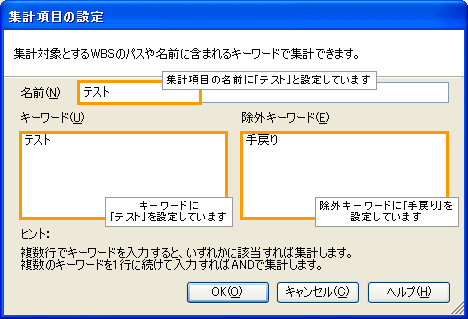 集計項目の設定
集計対象とするWBSのパスや名前に含まれるキーワードで集計できます。
集計項目の名前に「テスト」と設定しています
名前(N)
テスト
キーワード(U)
除外キーワード(E)
テスト
手戻り
キーワードに
「テスト」を設定しています
除外キーワードに「手戻り」を
設定しています
ヒント:
複数行でキーワードを入力すると、いずれかに該当すれば集計します。
複数のキーワードを1行に続けて入力すればANDで集計します。
OK(O)
キャンセル(C)
ヘルプ(H)